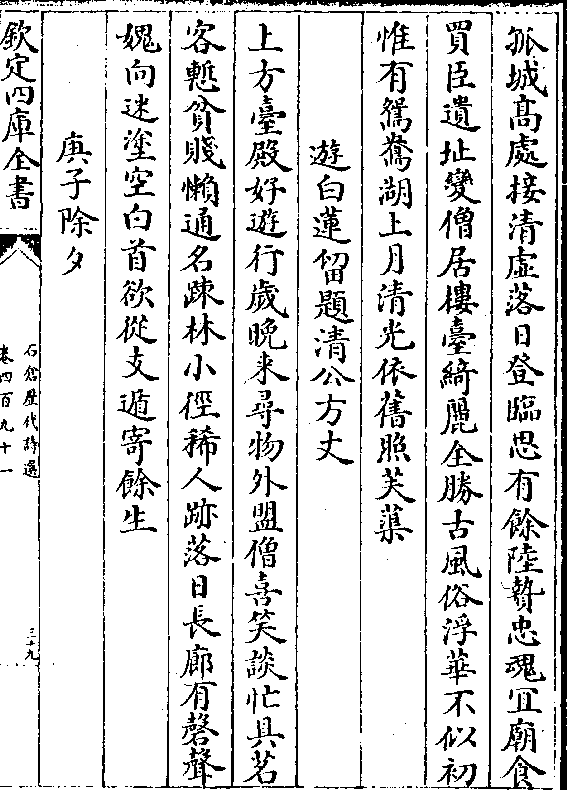 孤城髙處接清虛落日登臨思有餘陸贄忠魂宜廟食
買臣遺址變僧居樓臺綺麗全勝古風俗浮華不似初
惟有鴛鴦湖上月清光依舊照芙蕖
遊白蓮留題清公方丈
上方臺殿好遊行歲晚来尋物外盟僧喜笑談忙具茗
客慙貧賤懶通名踈林小徑稀人跡落日長廊有磬聲
媿向迷塗空白首欲從支遁寄餘生
庚子除夕
欽定四庫全書
石倉歴代詩選
卷四百九十一
三十九